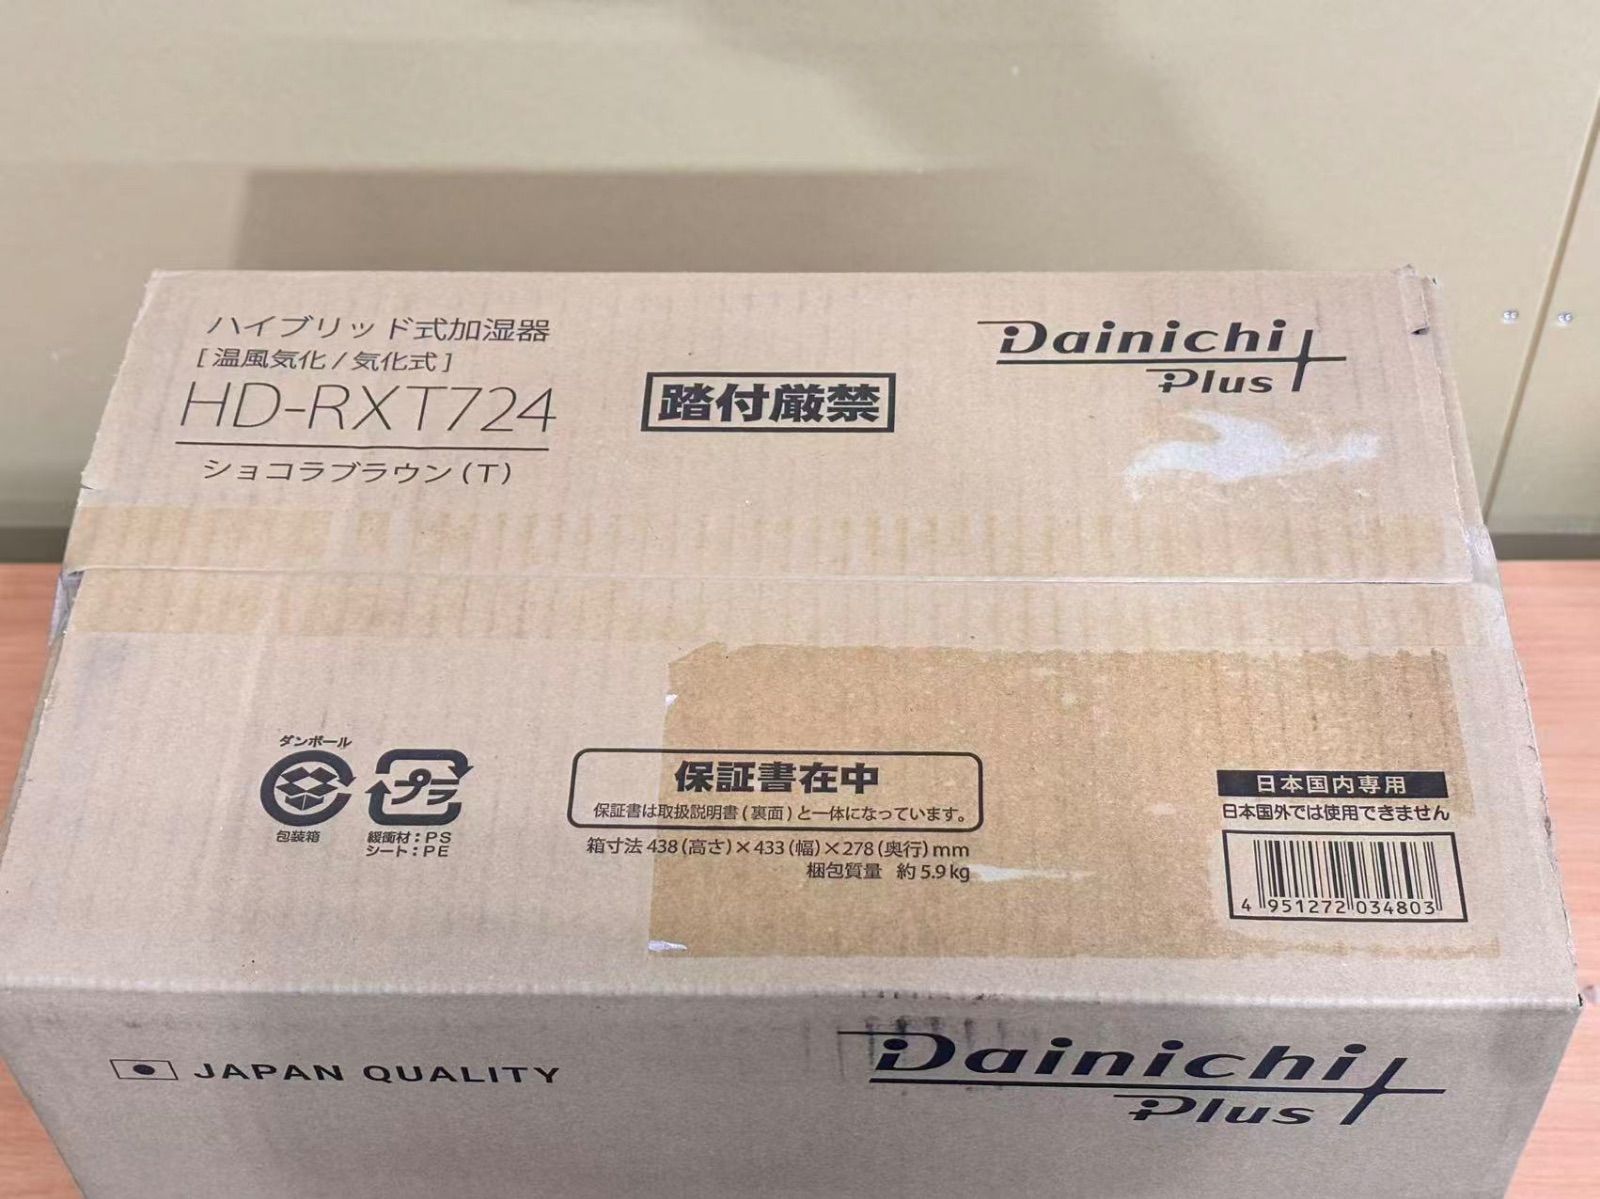 ハイブリッド式加湿器
[温風気化/気化式]
HD-RXT724
ショコラブラウン(T)
踏付厳禁
Dainichi
Plus
ダンボール
包装箱
プラ
緩衝材:PS
シート:PE
保証書在中
保証書は取扱説明書(裏面)と一体になっています。
箱寸法 438(高さ)×433(幅)×278(奥行)mm
梱包質量 約5.9kg
日本国内専用
日本国外では使用できません
4 951272 034803
JAPAN QUALITY
Dainichi
Plus